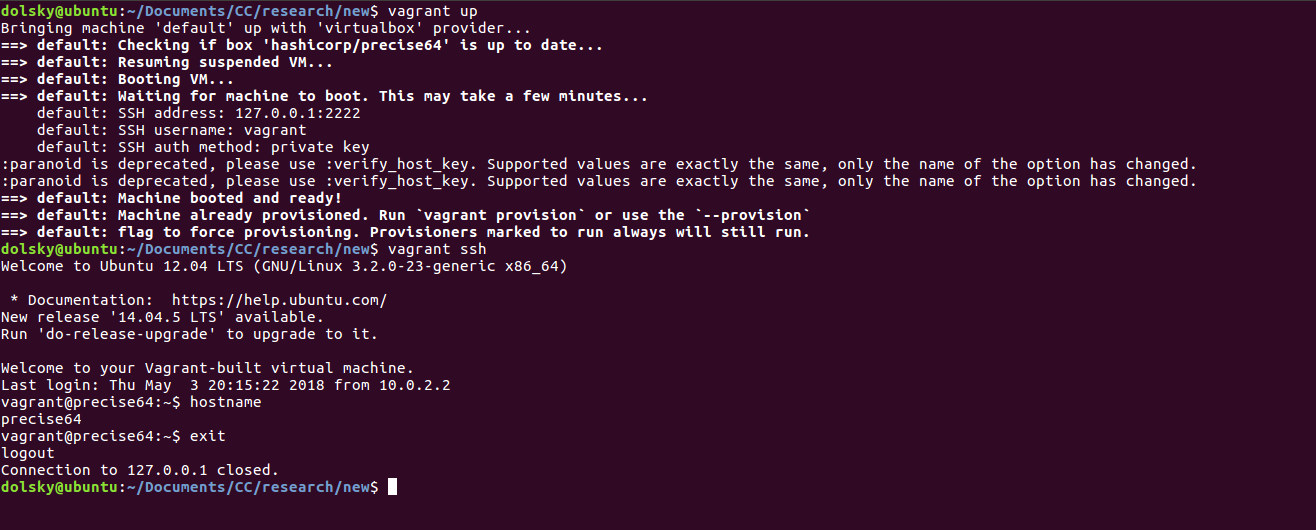 dolsky@ubuntu:~/Documents/CC/research/new$ vagrant up
Bringing machine 'default' up with 'virtualbox' provider...
==> default: Checking if box 'hashicorp/precise64' is up to date...
==> default: Resuming suspended VM...
==> default: Booting VM...
==> default: Waiting for machine to boot. This may take a few minutes...
    default: SSH address: 127.0.0.1:2222
    default: SSH username: vagrant
    default: SSH auth method: private key
:paranoid is deprecated, please use :verify_host_key. Supported values are exactly the same, only the name of the option has changed.
:paranoid is deprecated, please use :verify_host_key. Supported values are exactly the same, only the name of the option has changed.
==> default: Machine booted and ready!
==> default: Machine already provisioned. Run `vagrant provision` or use the `--provision`
==> default: flag to force provisioning. Provisioners marked to run always will still run.
dolsky@ubuntu:~/Documents/CC/research/new$ vagrant ssh
Welcome to Ubuntu 12.04 LTS (GNU/Linux 3.2.0-23-generic x86_64)

 * Documentation:  https://help.ubuntu.com/
New release '14.04.5 LTS' available.
Run 'do-release-upgrade' to upgrade to it.

Welcome to your Vagrant-built virtual machine.
Last login: Thu May  3 20:15:22 2018 from 10.0.2.2
vagrant@precise64:~$ hostname
precise64
vagrant@precise64:~$ exit
logout
Connection to 127.0.0.1 closed.
dolsky@ubuntu:~/Documents/CC/research/new$